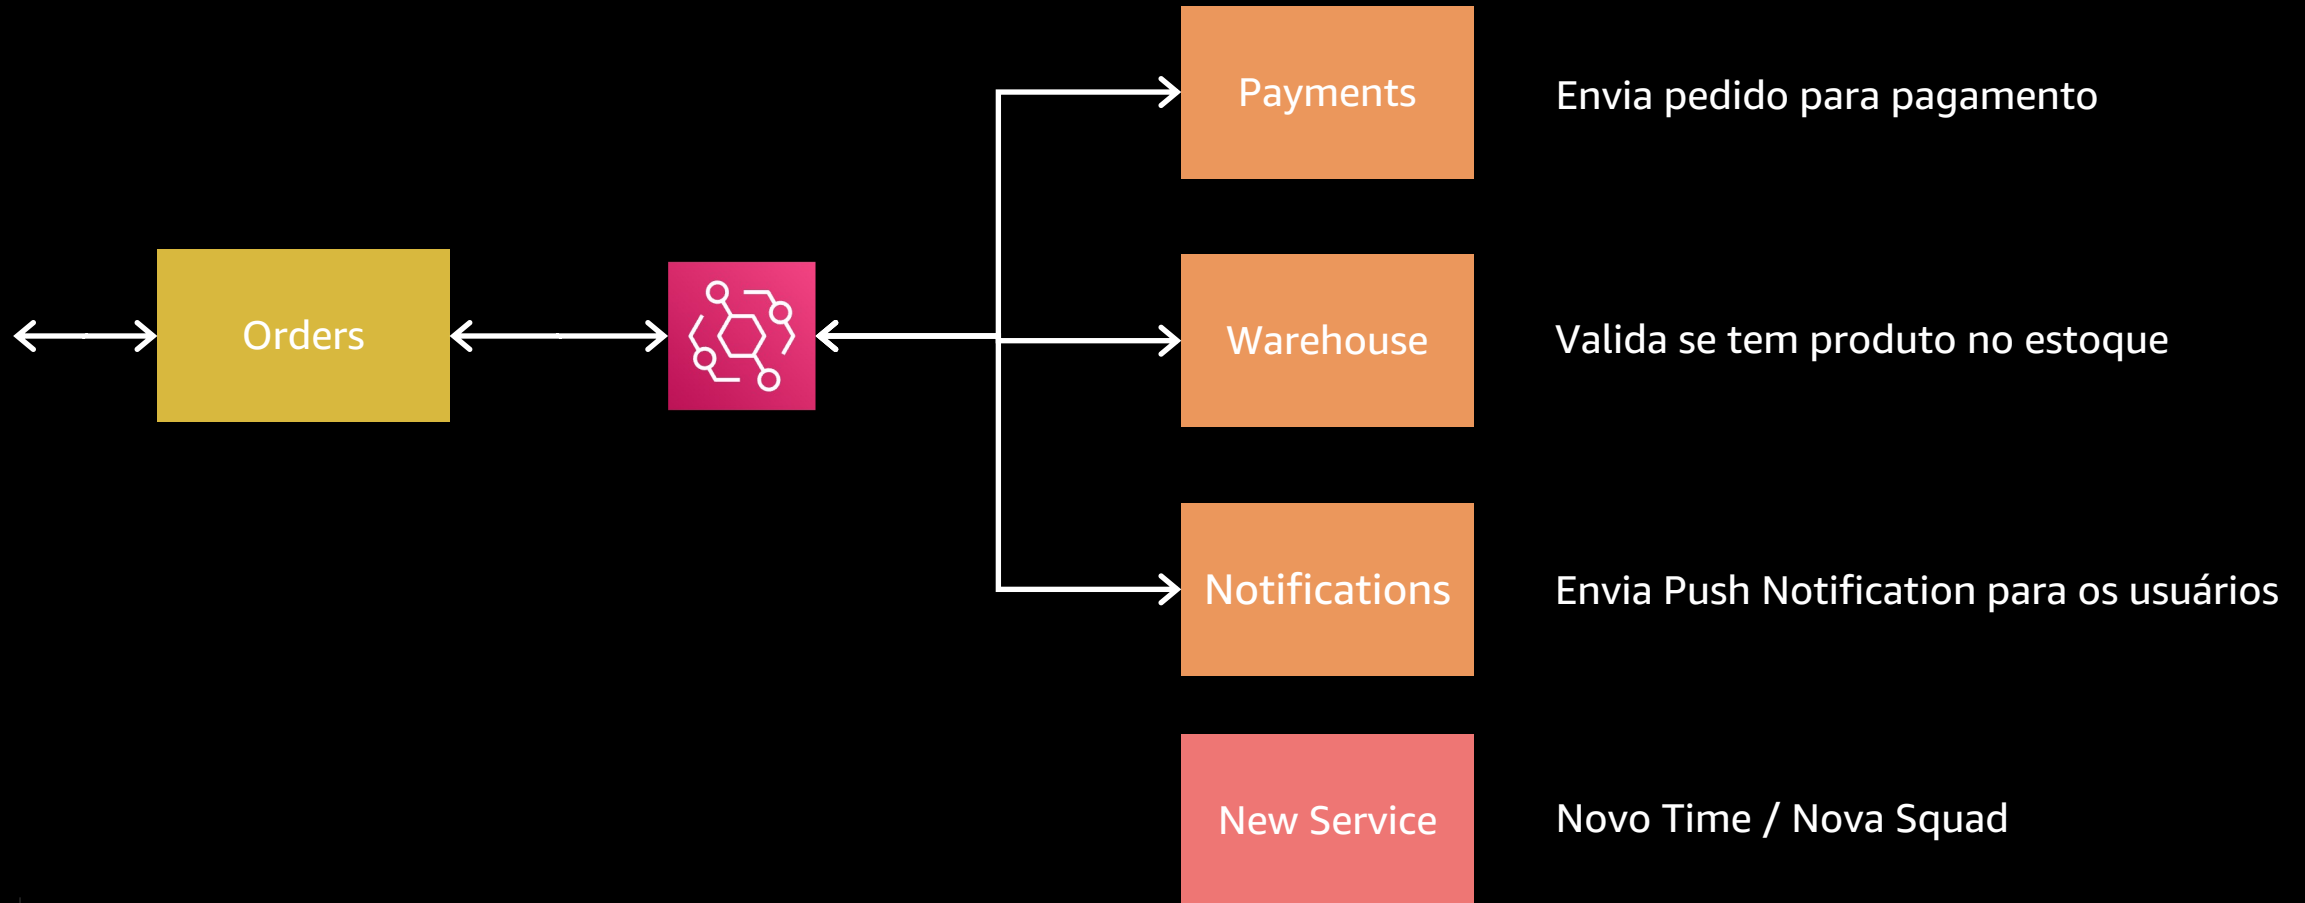 Payments
Envia pedido para pagamento
Orders
Warehouse
Valida se tem produto no estoque
Notifications
Envia Push Notification para os usuários
New Service
Novo Time / Nova Squad